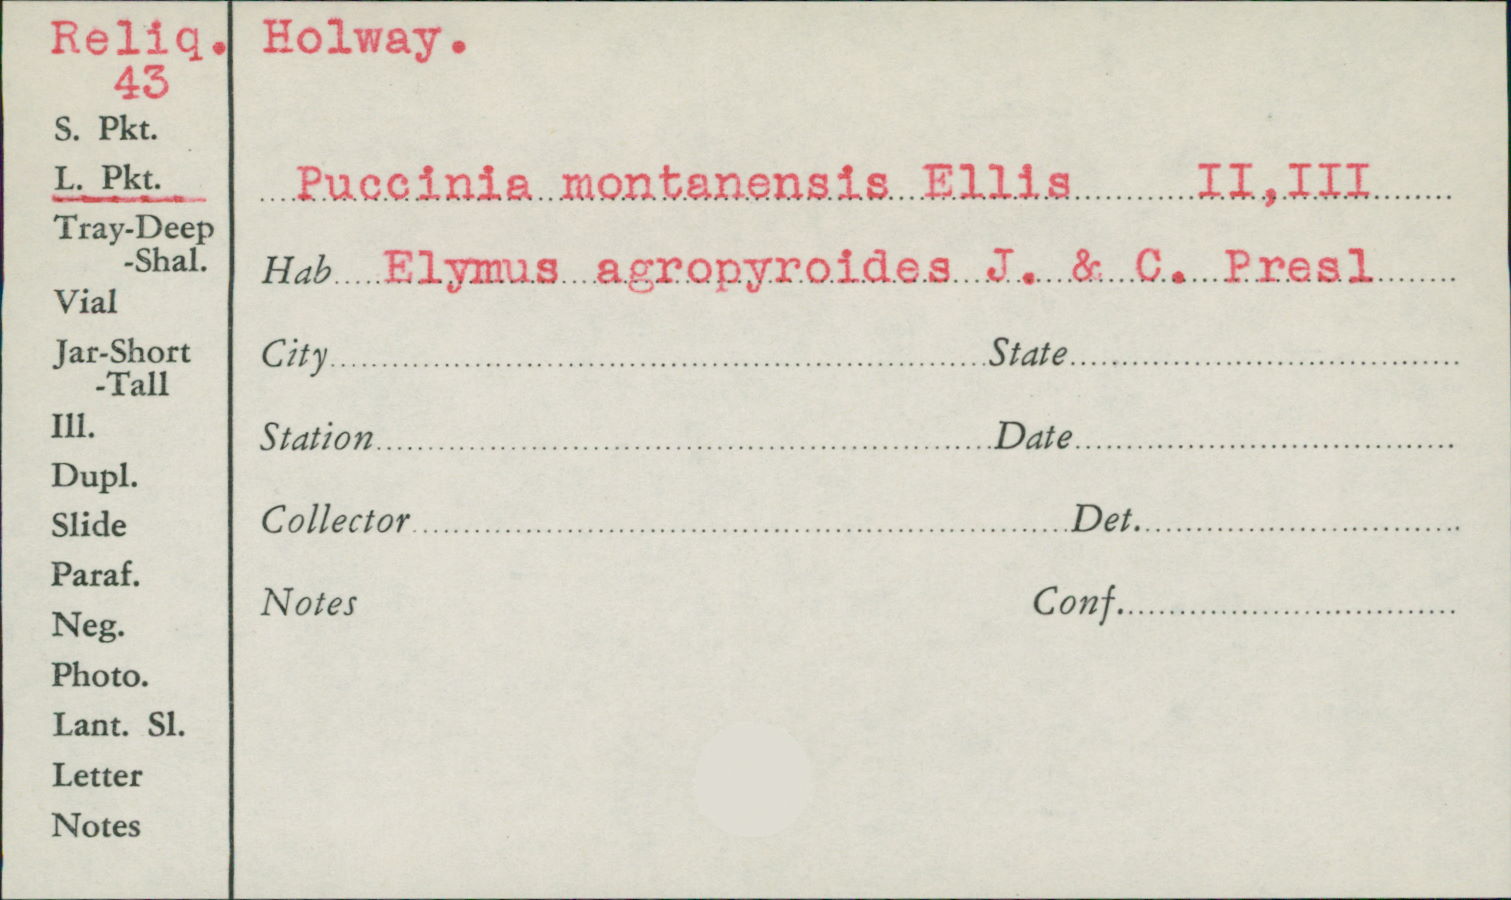 Reliq. Holway.
43
S. Pkt.
L. Pkt.
Puccinia montanensis Ellis II,III
Tray-Deep
-Shal.
Hab Elymus agropyroides J. & C. Presl
Vial
Jar-Short
-Tall
City State
Ill.
Station Date
Dupl.
Slide
Collector Det.
Paraf.
Notes Conf.
Neg.
Photo.
Lant. Sl.
Letter
Notes